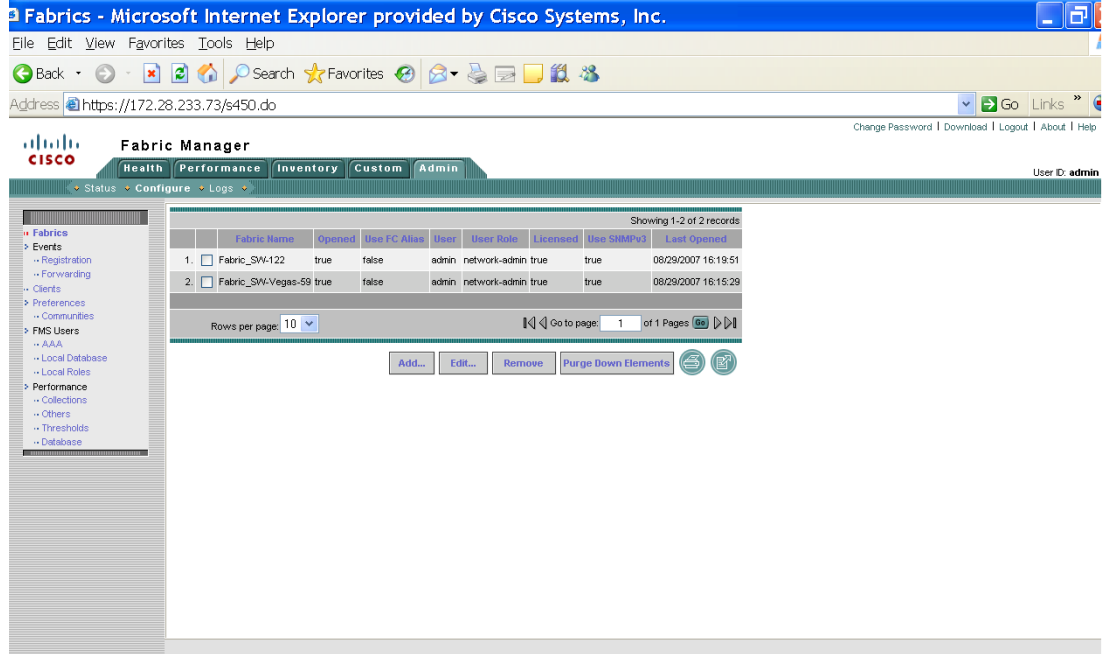 Fabrics - Microsoft Internet Explorer provided by Cisco Systems, Inc.
File Edit View Favorites Tools Help
Back Search Favorites
Address https://172.28.233.73/s450.do Go Links »
Change Password | Download | Logout | About | Help
CISCO Fabric Manager
Health Performance Inventory Custom Admin
User ID: admin
Status Configure Logs
Showing 1-2 of 2 records
Fabric Name Opened Use FC Alias User User Role Licensed Use SNMPv3 Last Opened
1. Fabric_SW-122 true false admin network-admin true true 08/29/2007 16:19:51
2. Fabric_SW-Vegas-59 true false admin network-admin true true 08/29/2007 16:15:29
Rows per page: 10 Go to page: 1 of 1 Pages Go
Add... Edit... Remove Purge Down Elements
Fabrics
> Events
Registration
Forwarding
Clients
> Preferences
Communities
> FMS Users
AAA
Local Database
Local Roles
> Performance
Collections
Others
Thresholds
Database